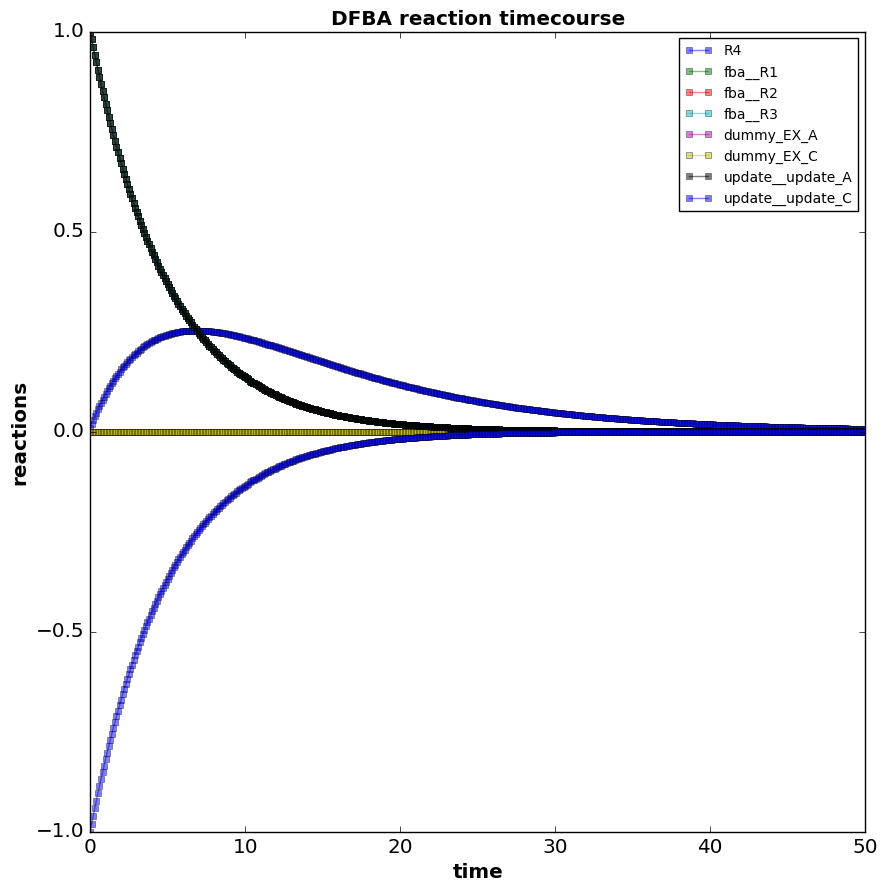 DFBA reaction timecourse
1.0
0.5
0.0
−0.5
−1.0
reactions
R4
fba__R1
fba__R2
fba__R3
dummy_EX_A
dummy_EX_C
update__update_A
update__update_C
0
10
20
30
40
50
time